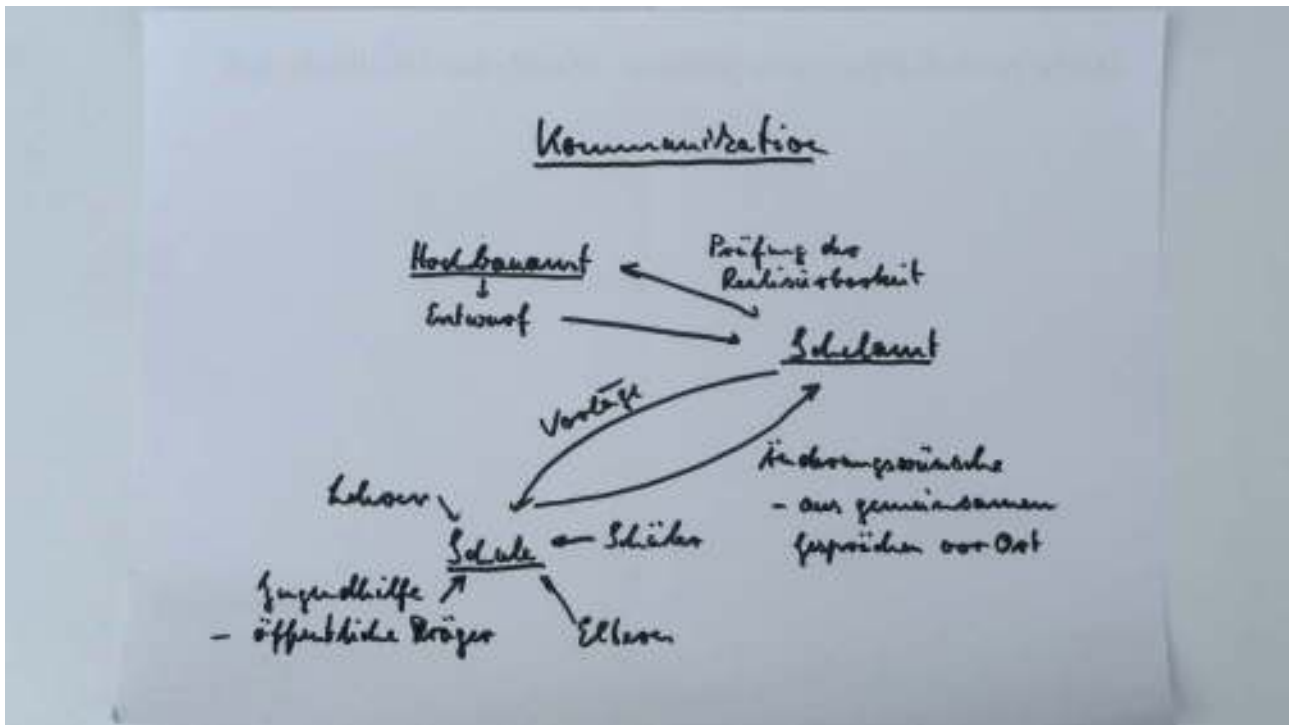 Kommunikation
Hochbauamt
Entwurf
Prüfung der
Realisierbarkeit
Schulamt
Vorlage
Änderungswünsche
- aus gemeinsamen
Gesprächen vor Ort
Lehrer
Schule
Schüler
Jugendhilfe
- öffentliche Träger
Eltern